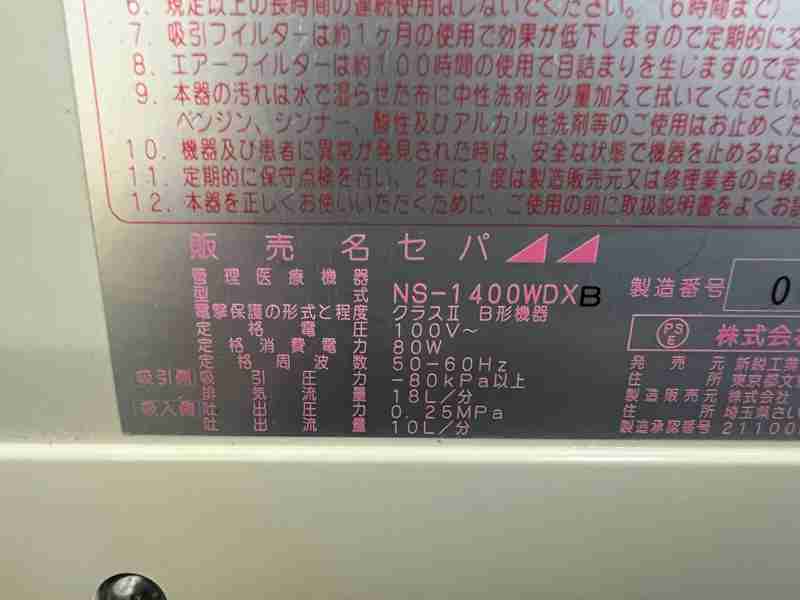 6. 規定以上の長時間の連続使用はしないでください。(6時間まで)
7. 吸引フィルターは約1ヶ月の使用で効果が低下しますので定期的に交
8. エアーフィルターは約100時間の使用で目詰まりを生じますので定
9. 本器の汚れは水で湿らせた布に中性洗剤を少量加えて拭いてください。
ベンジン、シンナー、酸性及びアルカリ性洗剤等のご使用はお止めくだ
10. 機器及び患者に異常が発見された時は、安全な状態で機器を止めるなど
11. 定期的に保守点検を行い、2年に1度は製造販売元又は修理業者の点検
12. 本器を正しくお使いいただくために、ご使用の前に取扱説明書をよくお読
販売名 セパ
管理医療機器
型式 NS-1400WDXB
電撃保護の形式と程度 クラスⅡ B形機器
定格電圧 100V～
定格消費電力 80W
定格周波数 50-60Hz
吸引側 吸引圧力 -80kPa以上
排気流量 18L/分
吸入側 吐出圧力 0.25MPa
吐出流量 10L/分
製造番号 0
PSE 株式会社
発売元 新鋭工業
住所 東京都文
製造販売元 株式会社
住所 埼玉県さい
製造承認番号 21100